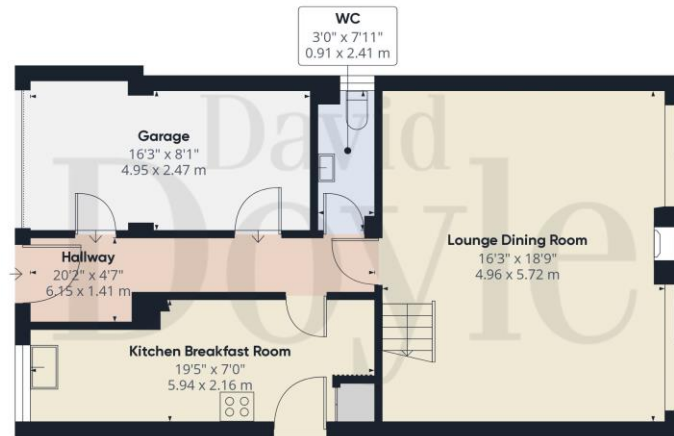 WC
3'0" x 7'11"
0.91 x 2.41 m
Garage
16'3" x 8'1"
4.95 x 2.47 m
Hallway
20'2" x 4'7"
6.15 x 1.41 m
Lounge Dining Room
16'3" x 18'9"
4.96 x 5.72 m
Kitchen Breakfast Room
19'5" x 7'0"
5.94 x 2.16 m
David
Doyle